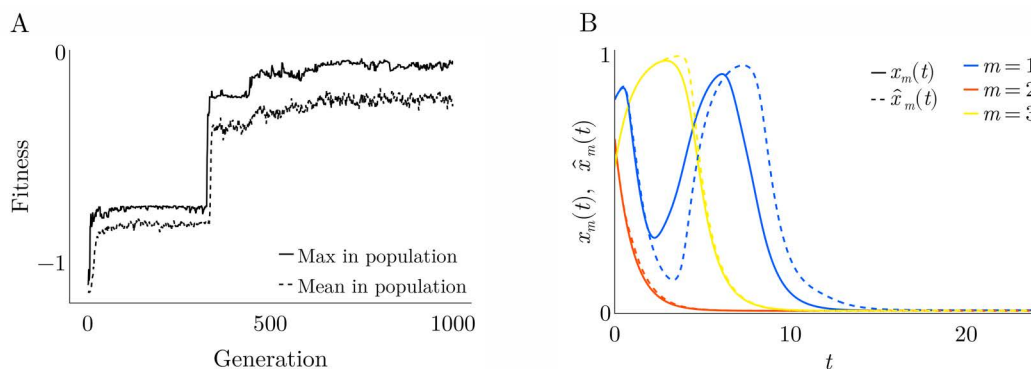 A
0
−1
Fitness
Max in population
Mean in population
0
500
1000
Generation
B
1
0
x_m(t), x̂_m(t)
x_m(t)
x̂_m(t)
m = 1
m = 2
m = 3
0
10
20
t